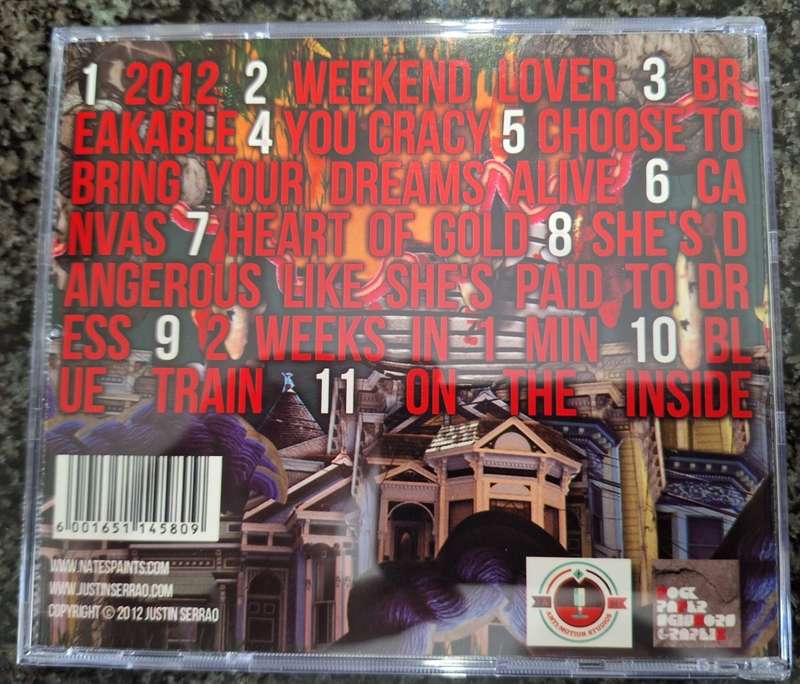 1 2012 2 WEEKEND LOVER 3 BR
EAKABLE 4 YOU CRACY 5 CHOOSE TO
BRING YOUR DREAMS ALIVE 6 CA
NVAS 7 HEART OF GOLD 8 SHE'S D
ANGEROUS LIKE SHE'S PAID TO DR
ESS 9 2 WEEKS IN 1 MIN 10 BL
UE TRAIN 11 ON THE INSIDE
6 001651 145809
WWW.NATESPAINTS.COM
WWW.JUSTINSERRAO.COM
COPYRIGHT © 2012 JUSTIN SERRAO
ANTI-MOTION STUDIOS
ROCK
PAPER
SCISSORS
GRAPHIX